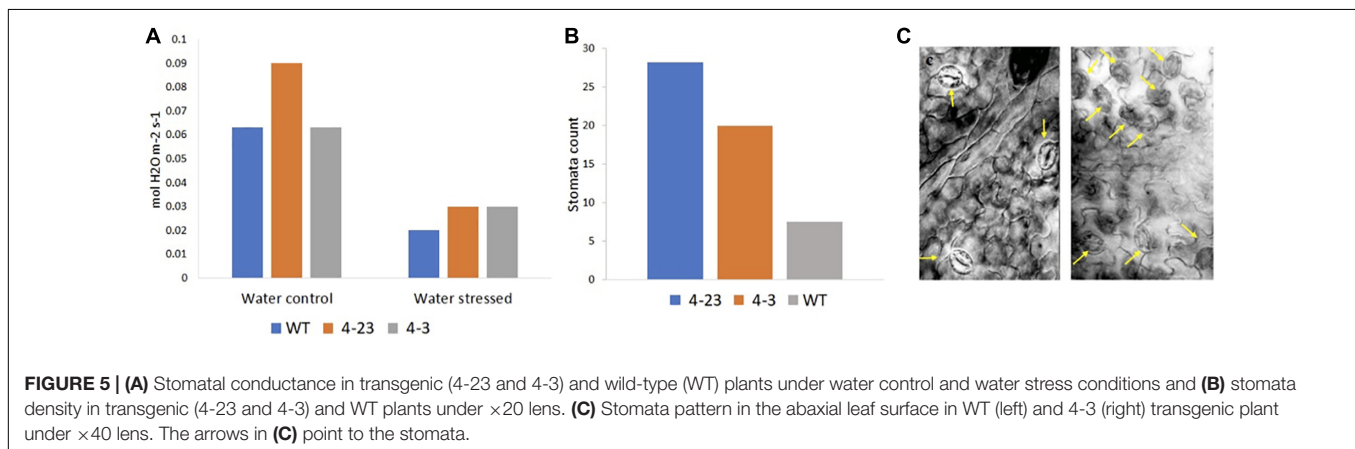 A
mol H2O m-2 s-1
0.1
0.09
0.08
0.07
0.06
0.05
0.04
0.03
0.02
0.01
0
Water control
Water stressed
WT 4-23 4-3
B
Stomata count
30
25
20
15
10
5
0
4-23 4-3 WT
C
e
FIGURE 5 | (A) Stomatal conductance in transgenic (4-23 and 4-3) and wild-type (WT) plants under water control and water stress conditions and (B) stomata
density in transgenic (4-23 and 4-3) and WT plants under ×20 lens. (C) Stomata pattern in the abaxial leaf surface in WT (left) and 4-3 (right) transgenic plant
under ×40 lens. The arrows in (C) point to the stomata.